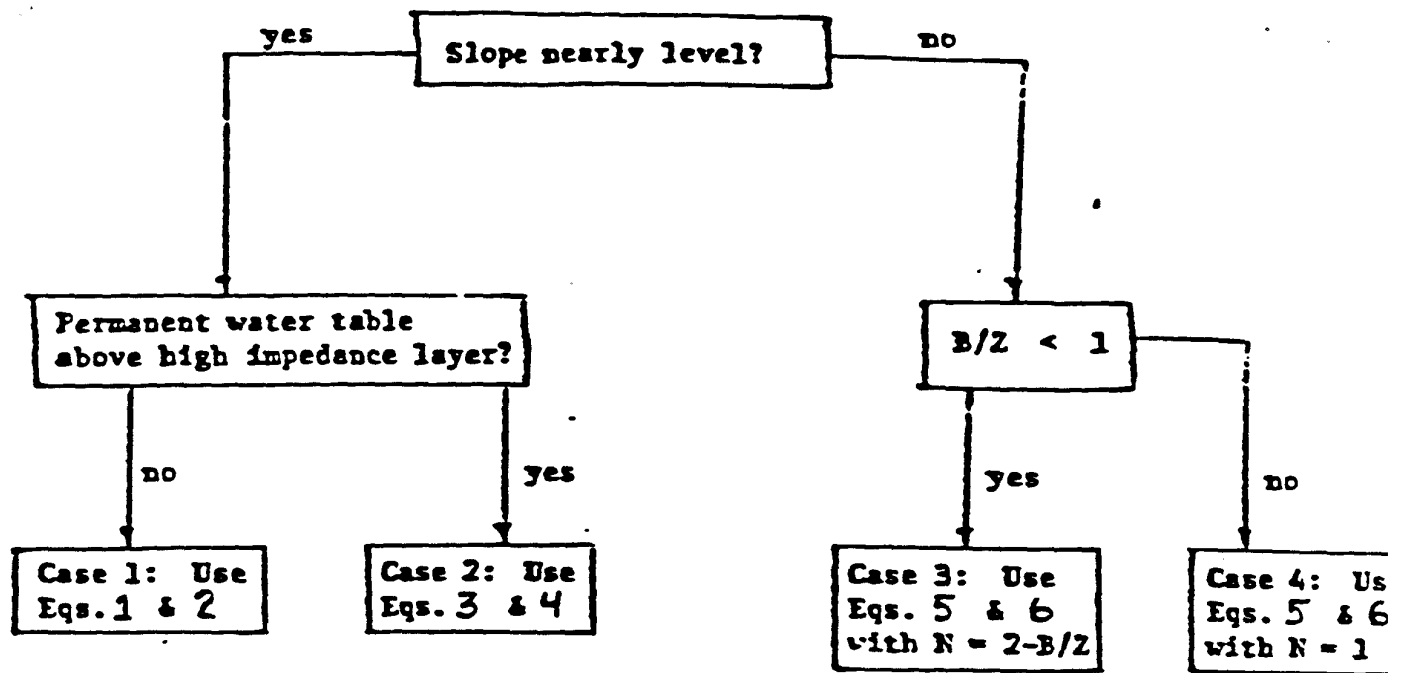 yes
Slope nearly level?
no
Permanent water table
above high impedance layer?
B/Z < 1
no
yes
yes
no
Case 1: Use
Eqs. 1 & 2
Case 2: Use
Eqs. 3 & 4
Case 3: Use
Eqs. 5 & 6
with N = 2-B/Z
Case 4: Us
Eqs. 5 & 6
with N = 1